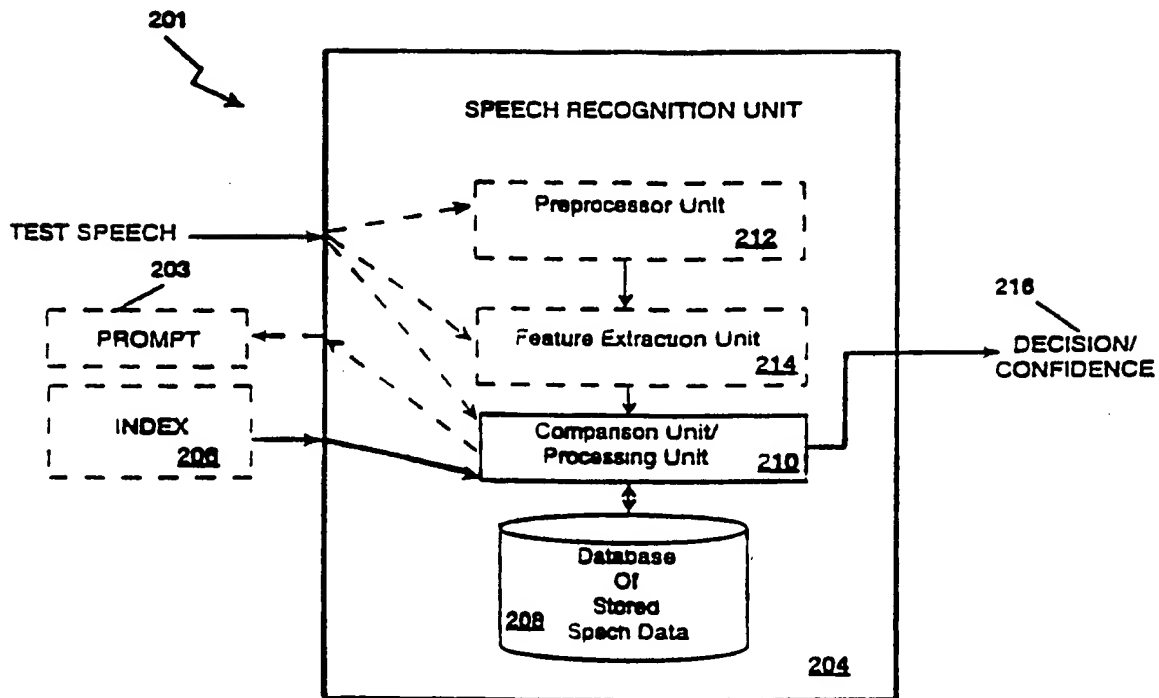 201
SPEECH RECOGNITION UNIT
Preprocessor Unit
212
TEST SPEECH
203
PROMPT
Feature Extraction Unit
214
216
DECISION/
CONFIDENCE
INDEX
206
Comparison Unit/
Processing Unit
210
Database
Of
Stored
Spech Data
208
204